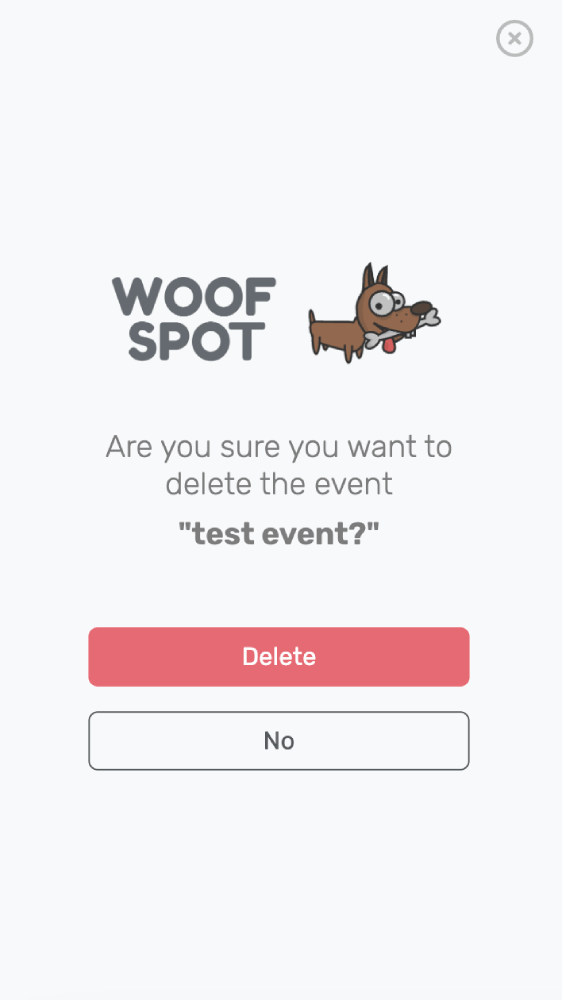 WOOF
SPOT
Are you sure you want to
delete the event
"test event?"
Delete
No